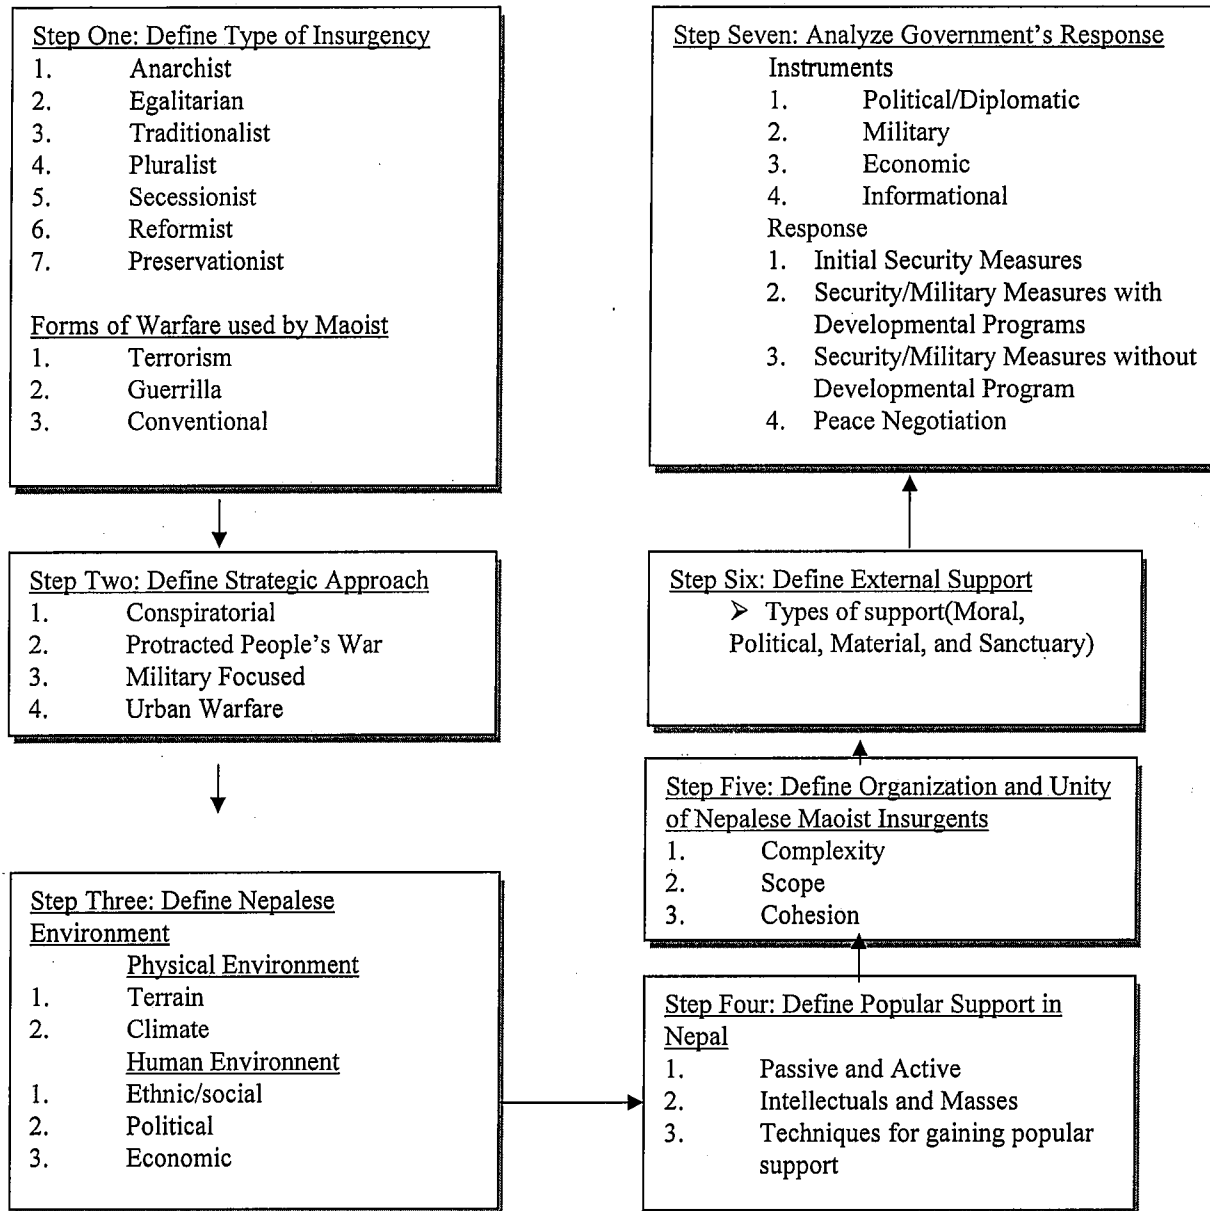 Step One: Define Type of Insurgency
1. Anarchist
2. Egalitarian
3. Traditionalist
4. Pluralist
5. Secessionist
6. Reformist
7. Preservationist
Forms of Warfare used by Maoist
1. Terrorism
2. Guerrilla
3. Conventional
Step Two: Define Strategic Approach
1. Conspiratorial
2. Protracted People's War
3. Military Focused
4. Urban Warfare
Step Three: Define Nepalese
Environment
Physical Environment
1. Terrain
2. Climate
Human Environnent
1. Ethnic/social
2. Political
3. Economic
Step Four: Define Popular Support in
Nepal
1. Passive and Active
2. Intellectuals and Masses
3. Techniques for gaining popular
support
Step Five: Define Organization and Unity
of Nepalese Maoist Insurgents
1. Complexity
2. Scope
3. Cohesion
Step Six: Define External Support
➢ Types of support(Moral,
Political, Material, and Sanctuary)
Step Seven: Analyze Government's Response
Instruments
1. Political/Diplomatic
2. Military
3. Economic
4. Informational
Response
1. Initial Security Measures
2. Security/Military Measures with
Developmental Programs
3. Security/Military Measures without
Developmental Program
4. Peace Negotiation